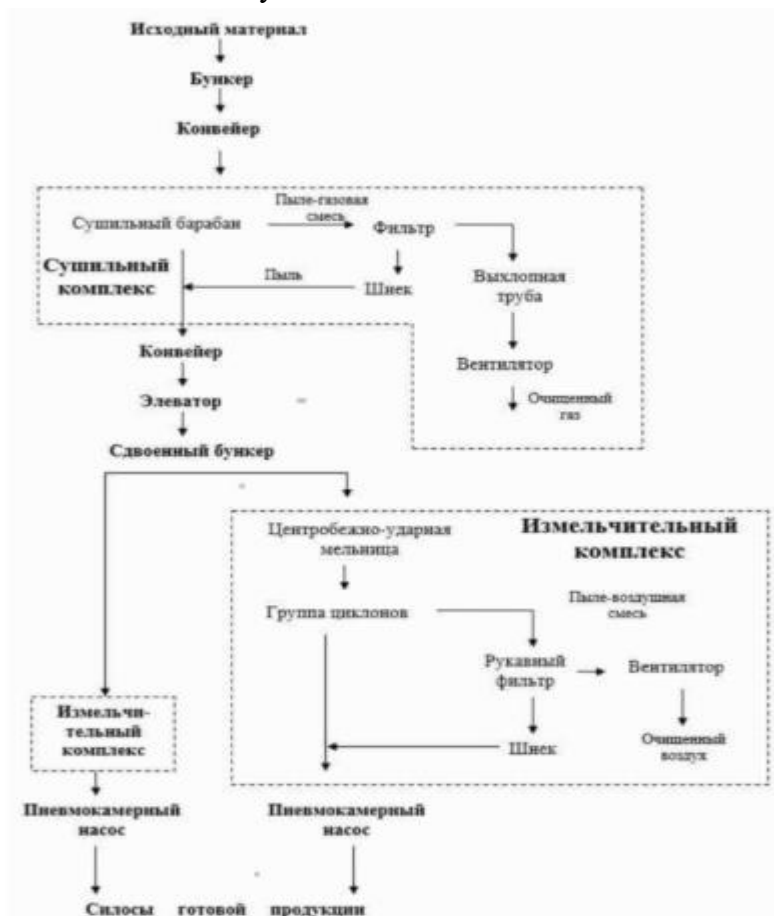 Исходный материал
Бункер
Конвейер
Пыле-газовая
смесь
Сушильный барабан
Фильтр
Сушильный
комплекс
Пыль
Шнек
Выхлопная
труба
Конвейер
Вентилятор
Элеватор
Очищенный
газ
Сдвоенный бункер
Центробежно-ударная
мельница
Измельчительный
комплекс
Группа циклонов
Пыле-воздушная
смесь
Рукавный
фильтр
Вентилятор
Измельчи-
тельный
комплекс
Шнек
Очищенный
воздух
Пневмокамерный
насос
Пневмокамерный
насос
Силосы готовой продукции